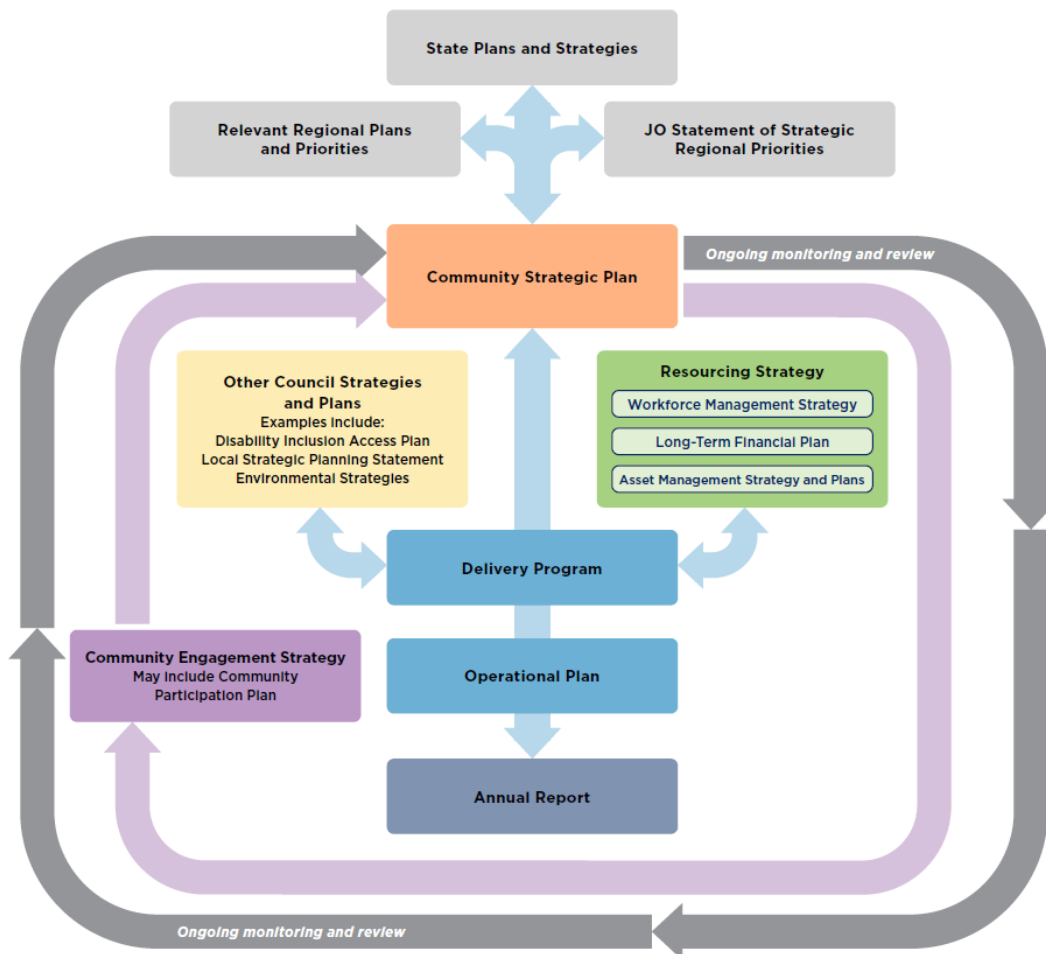 State Plans and Strategies
Relevant Regional Plans
and Priorities
JO Statement of Strategic
Regional Priorities
Community Strategic Plan
Ongoing monitoring and review
Other Council Strategies
and Plans
Examples include:
Disability Inclusion Access Plan
Local Strategic Planning Statement
Environmental Strategies
Resourcing Strategy
Workforce Management Strategy
Long-Term Financial Plan
Asset Management Strategy and Plans
Delivery Program
Community Engagement Strategy
May include Community
Participation Plan
Operational Plan
Annual Report
Ongoing monitoring and review